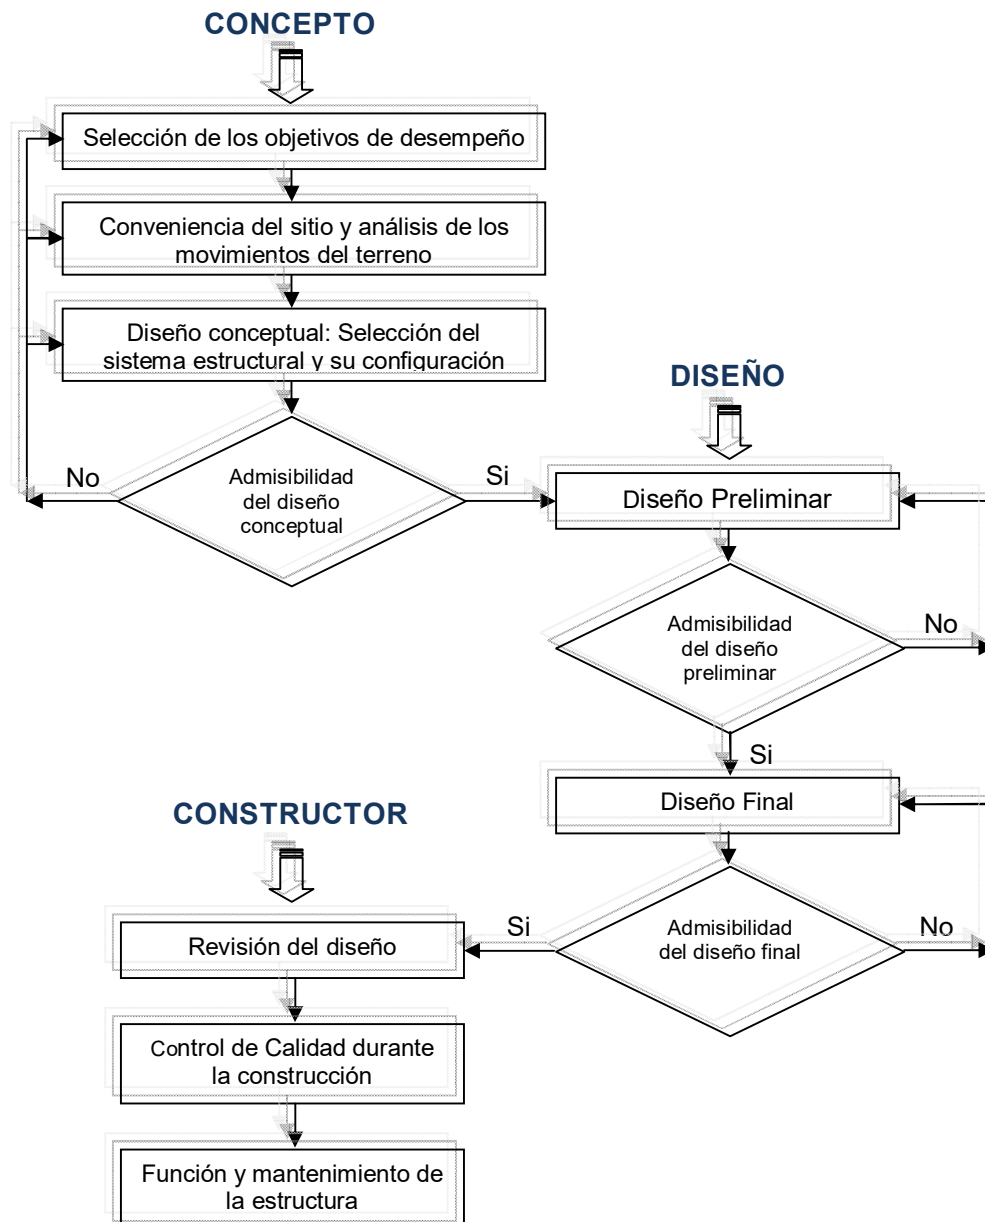 CONCEPTO
Selección de los objetivos de desempeño
Conveniencia del sitio y análisis de los
movimientos del terreno
Diseño conceptual: Selección del
sistema estructural y su configuración
No
Admisibilidad
del diseño
conceptual
Si
DISEÑO
Diseño Preliminar
Admisibilidad
del diseño
preliminar
No
Si
Diseño Final
Admisibilidad
del diseño final
No
Si
CONSTRUCTOR
Revisión del diseño
Control de Calidad durante
la construcción
Función y mantenimiento de
la estructura